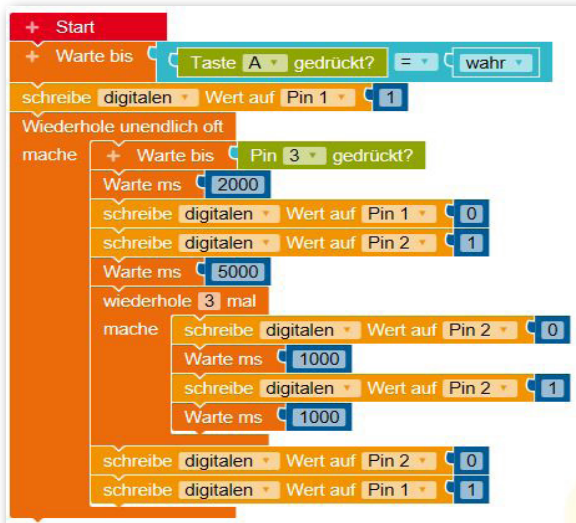 + Start
+ Warte bis Taste A gedrückt? = wahr
schreibe digitalen Wert auf Pin 1 1
Wiederhole unendlich oft
mache + Warte bis Pin 3 gedrückt?
Warte ms 2000
schreibe digitalen Wert auf Pin 1 0
schreibe digitalen Wert auf Pin 2 1
Warte ms 5000
wiederhole 3 mal
mache schreibe digitalen Wert auf Pin 2 0
Warte ms 1000
schreibe digitalen Wert auf Pin 2 1
Warte ms 1000
schreibe digitalen Wert auf Pin 2 0
schreibe digitalen Wert auf Pin 1 1